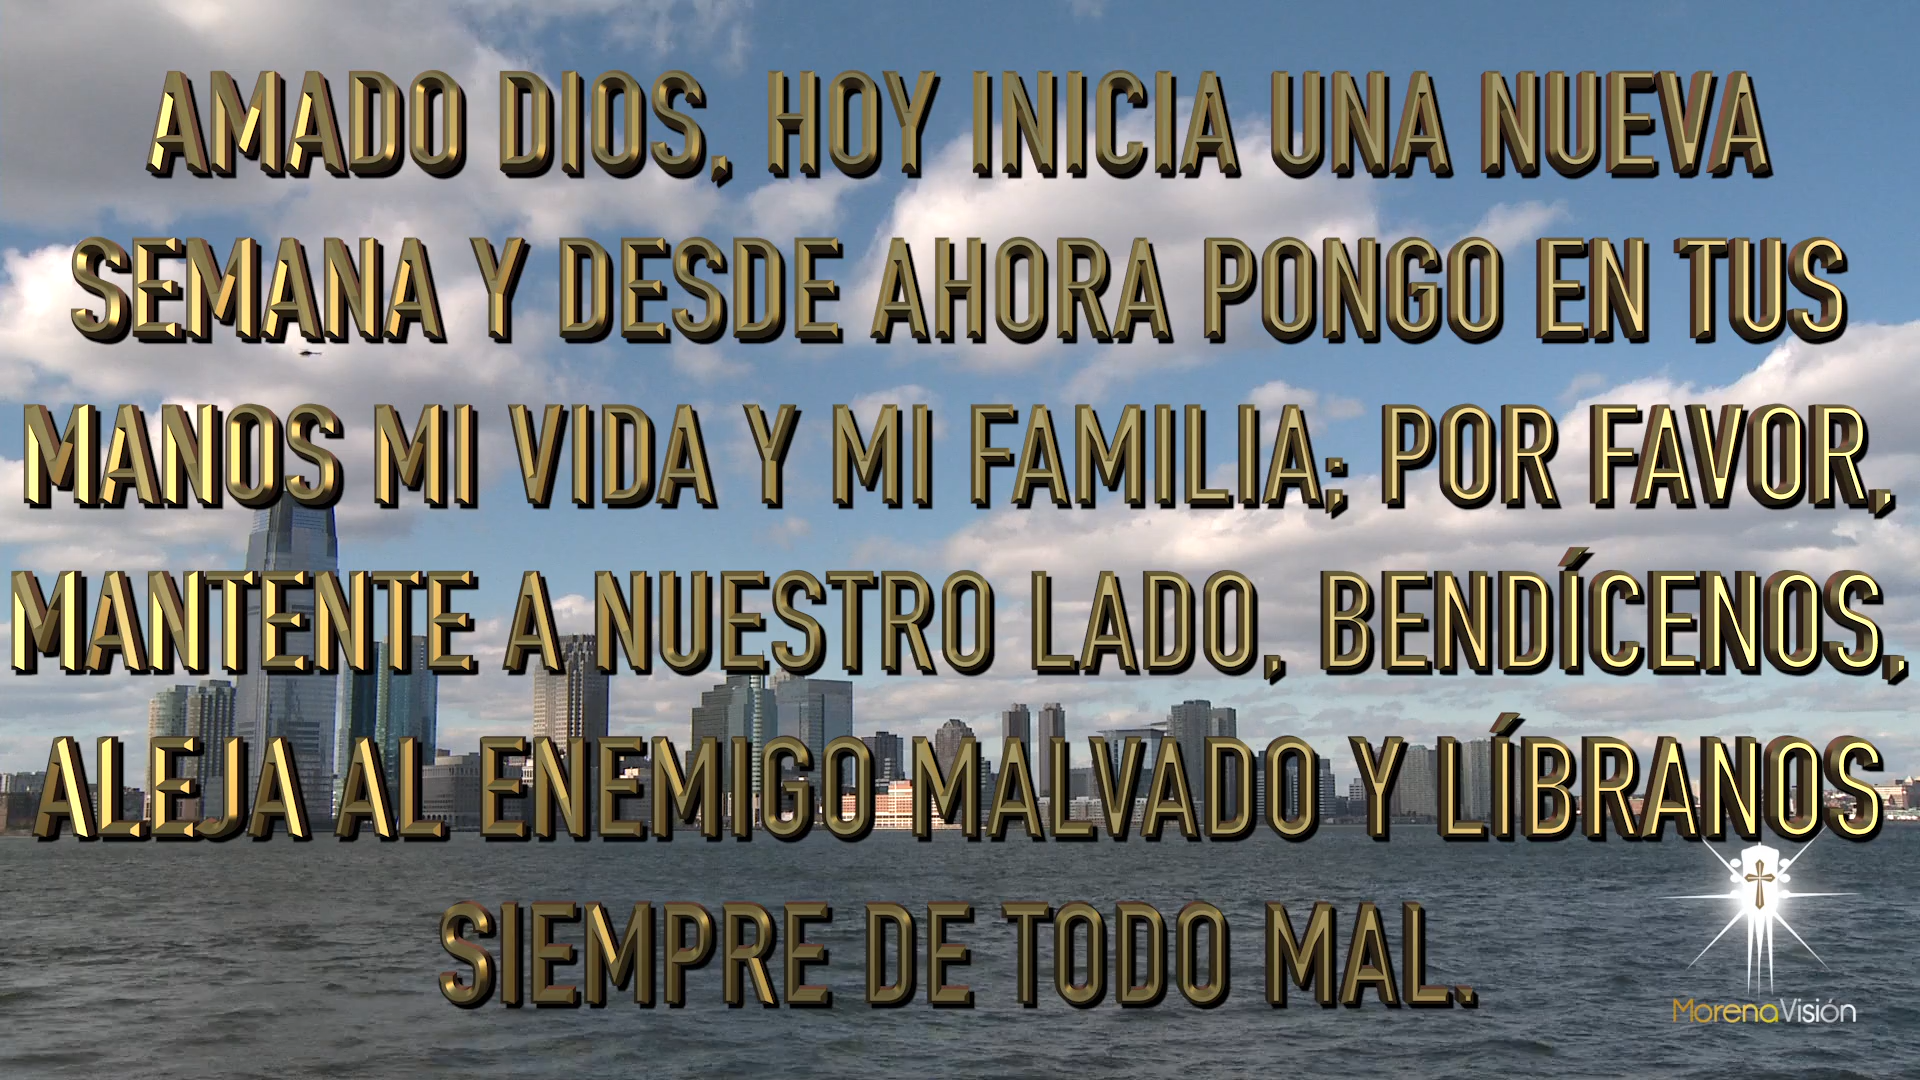 AMADO DIOS, HOY INICIA UNA NUEVA
SEMANA Y DESDE AHORA PONGO EN TUS
MANOS MI VIDA Y MI FAMILIA; POR FAVOR,
MANTENTE A NUESTRO LADO, BENDÍCENOS,
ALEJA AL ENEMIGO MALVADO Y LÍBRANOS
SIEMPRE DE TODO MAL.
MorenaVisión